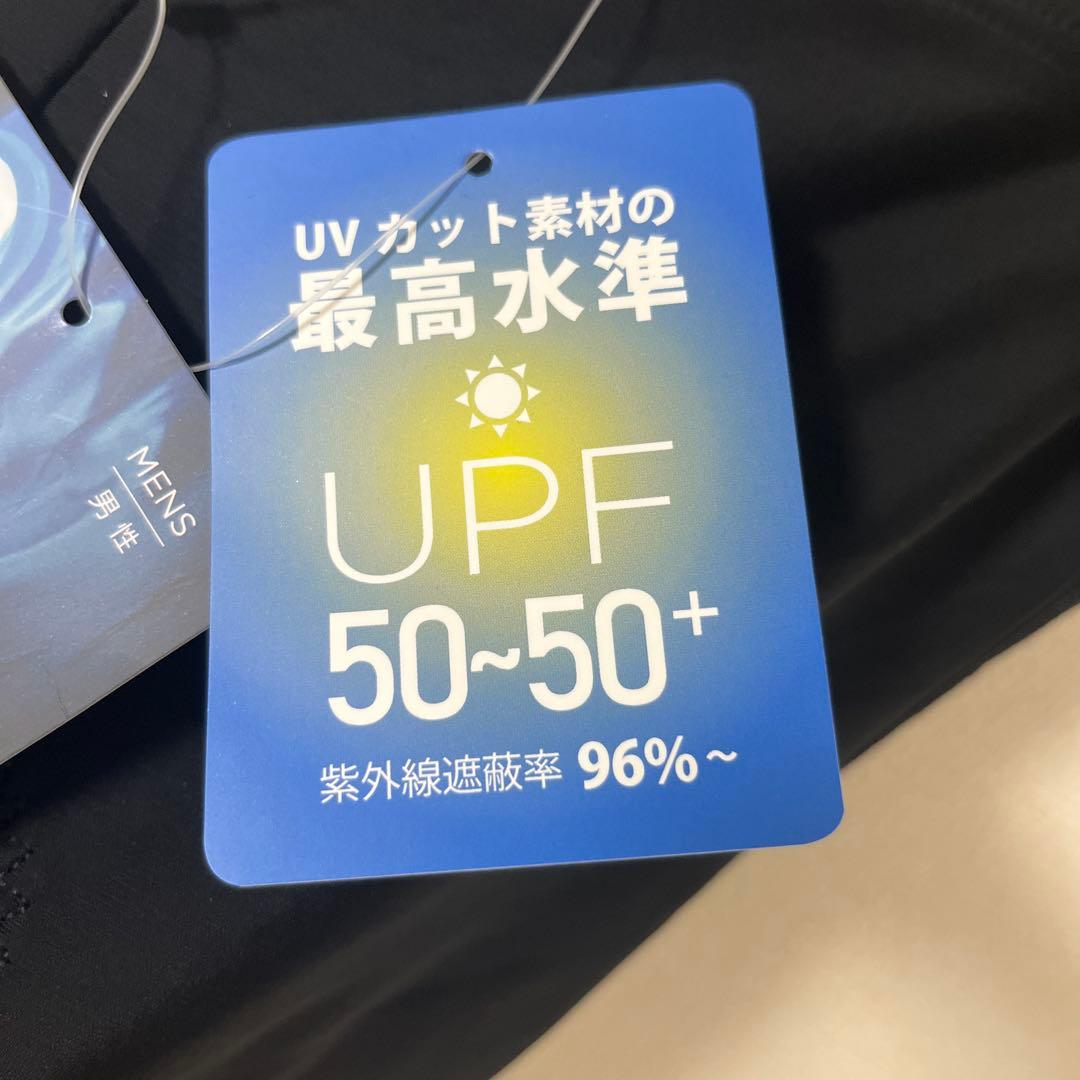 UV カット素材の
最高水準
UPF
50~50+
紫外線遮蔽率 96%~
MENS
男性